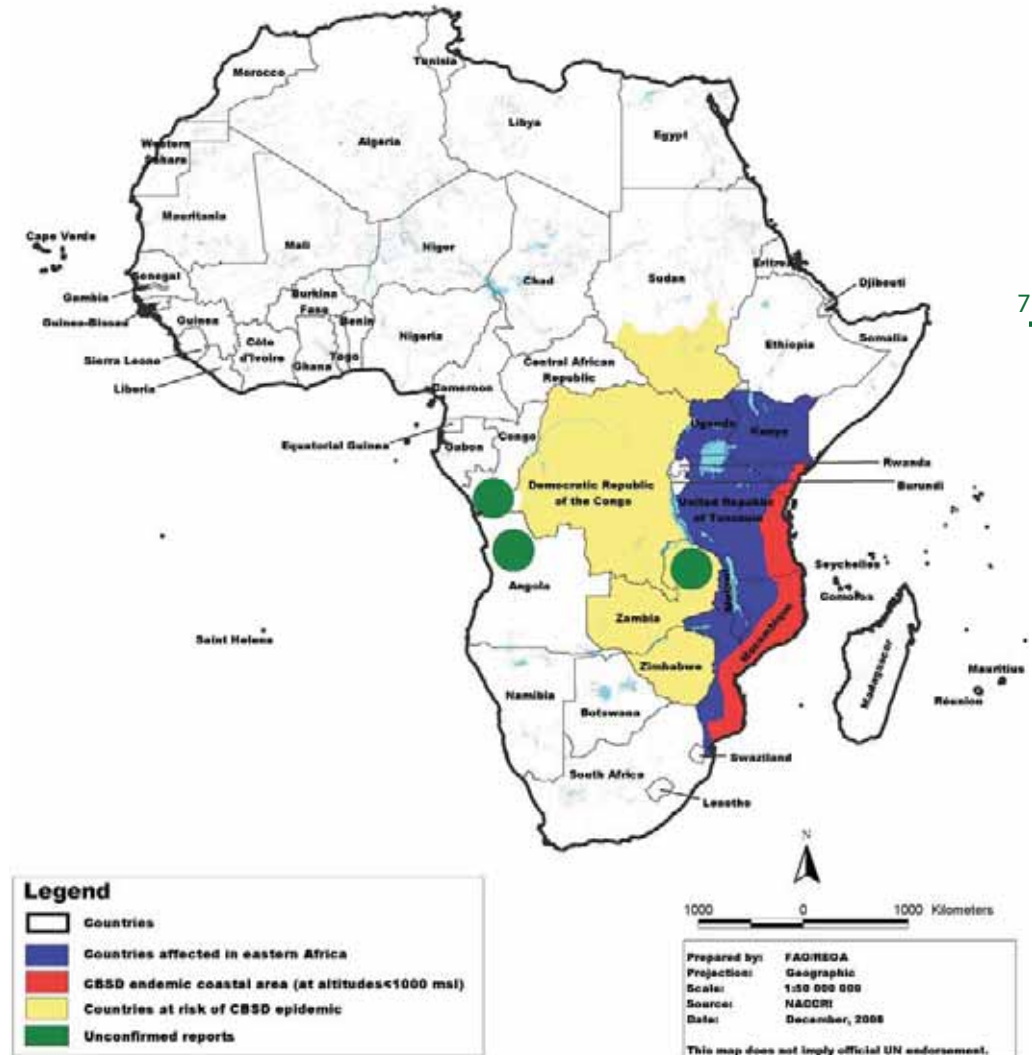 Morocco
Tunisia
Algeria
Libya
Egypt
Western
Sahara
Mauritania
Mali
Niger
Chad
Sudan
Eritrea
Djibouti
Cape Verde
Senegal
Gambia
Guinea-Bissau
Guinea
Sierra Leone
Liberia
Côte
d'Ivoire
Burkina
Faso
Ghana
Togo
Benin
Nigeria
Cameroon
Central African
Republic
Ethiopia
Somalia
7.
Equatorial Guinea
Gabon
Congo
Democratic Republic
of the Congo
Uganda
Kenya
Rwanda
Burundi
United Republic
of Tanzania
Seychelles
Comoros
Angola
Zambia
Malawi
Mozambique
Zimbabwe
Saint Helena
Namibia
Botswana
Madagascar
Mauritius
Réunion
Swaziland
South Africa
Lesotho
N
1000 0 1000 Kilometers
Legend
Countries
Countries affected in eastern Africa
CBSD endemic coastal area (at altitudes<1000 msl)
Countries at risk of CBSD epidemic
Unconfirmed reports
Prepared by: FAO/REOA
Projection: Geographic
Scale: 1:50 000 000
Source: NACCRI
Date: December, 2008
This map does not imply official UN endorsement.